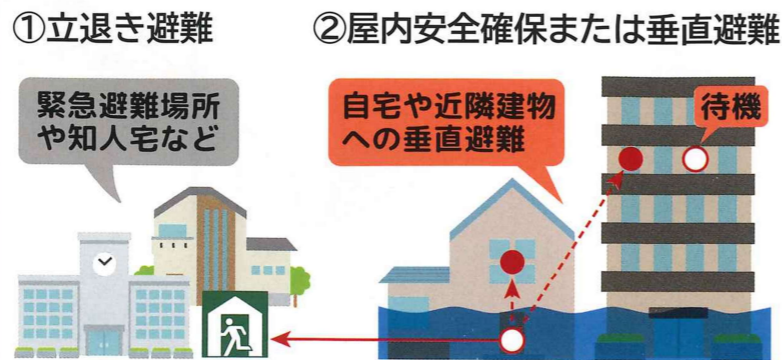 ①立退き避難
②屋内安全確保または垂直避難
緊急避難場所
や知人宅など
自宅や近隣建物
への垂直避難
待機